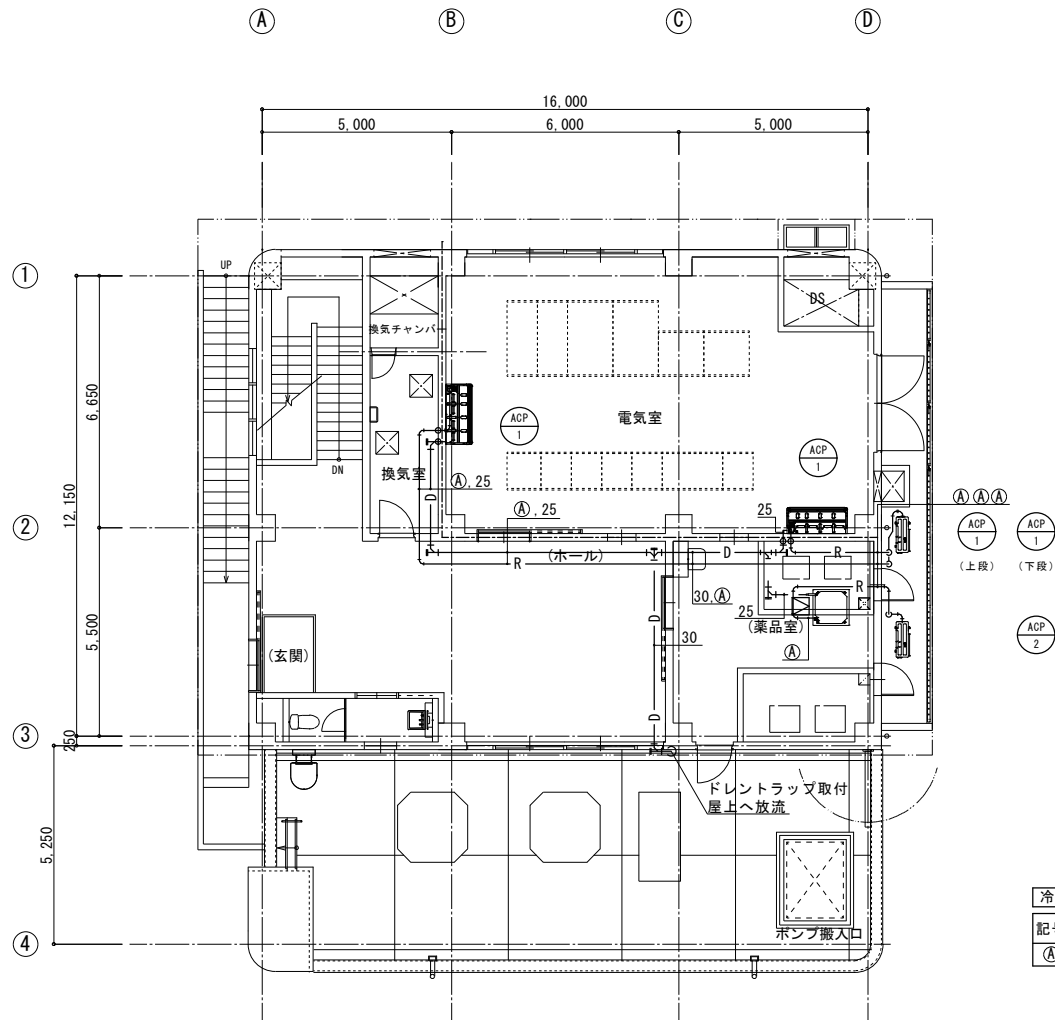 Ⓐ Ⓑ Ⓒ Ⓓ
16,000
5,000 6,000 5,000
①
UP
DS
換気チャンバー
6,650
電気室
ACP
1
ACP
1
DN
換気室
Ⓐ,25
D
12,150
Ⓐ,25
25
ⒶⒶⒶ
②
ACP
1
ACP
1
(ホール)
D
R
R
(上段)
(下段)
R
30,Ⓐ
25
(薬品室)
5,500
D
30
ACP
2
(玄関)
Ⓐ
D
③
250
ドレントラップ取付
屋上へ放流
5,250
冷
記号
Ⓐ
④
ポンプ搬入口